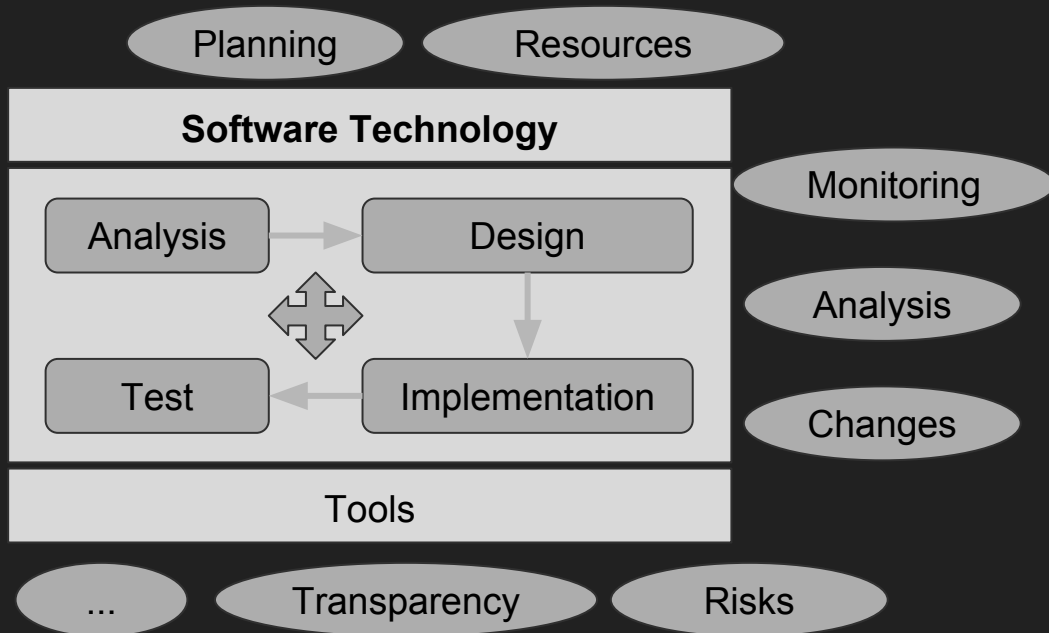 Planning
Resources
Software Technology
Monitoring
Analysis
Design
Analysis
Test
Implementation
Changes
Tools
...
Transparency
Risks